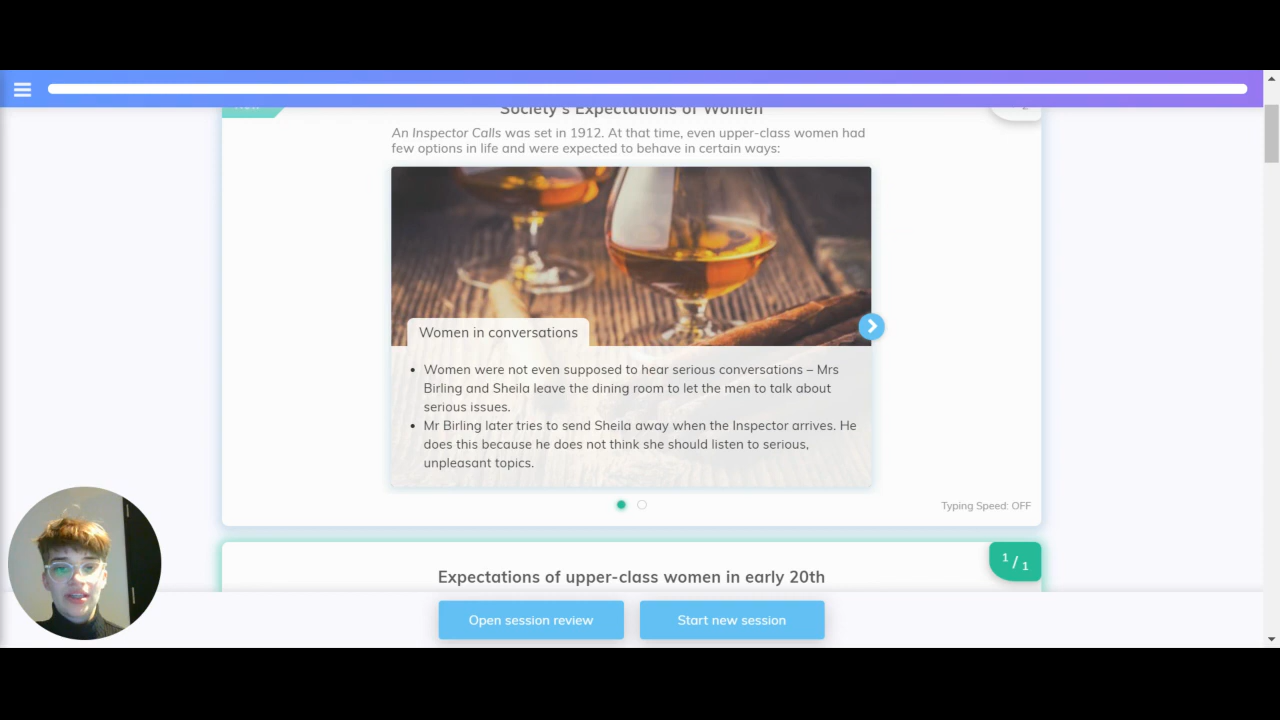 Society's Expectations of Women
An Inspector Calls was set in 1912. At that time, even upper-class women had
few options in life and were expected to behave in certain ways:
Women in conversations
• Women were not even supposed to hear serious conversations – Mrs
Birling and Sheila leave the dining room to let the men to talk about
serious issues.
• Mr Birling later tries to send Sheila away when the Inspector arrives. He
does this because he does not think she should listen to serious,
unpleasant topics.
Typing Speed: OFF
1 / 1
Expectations of upper-class women in early 20th
Open session review
Start new session